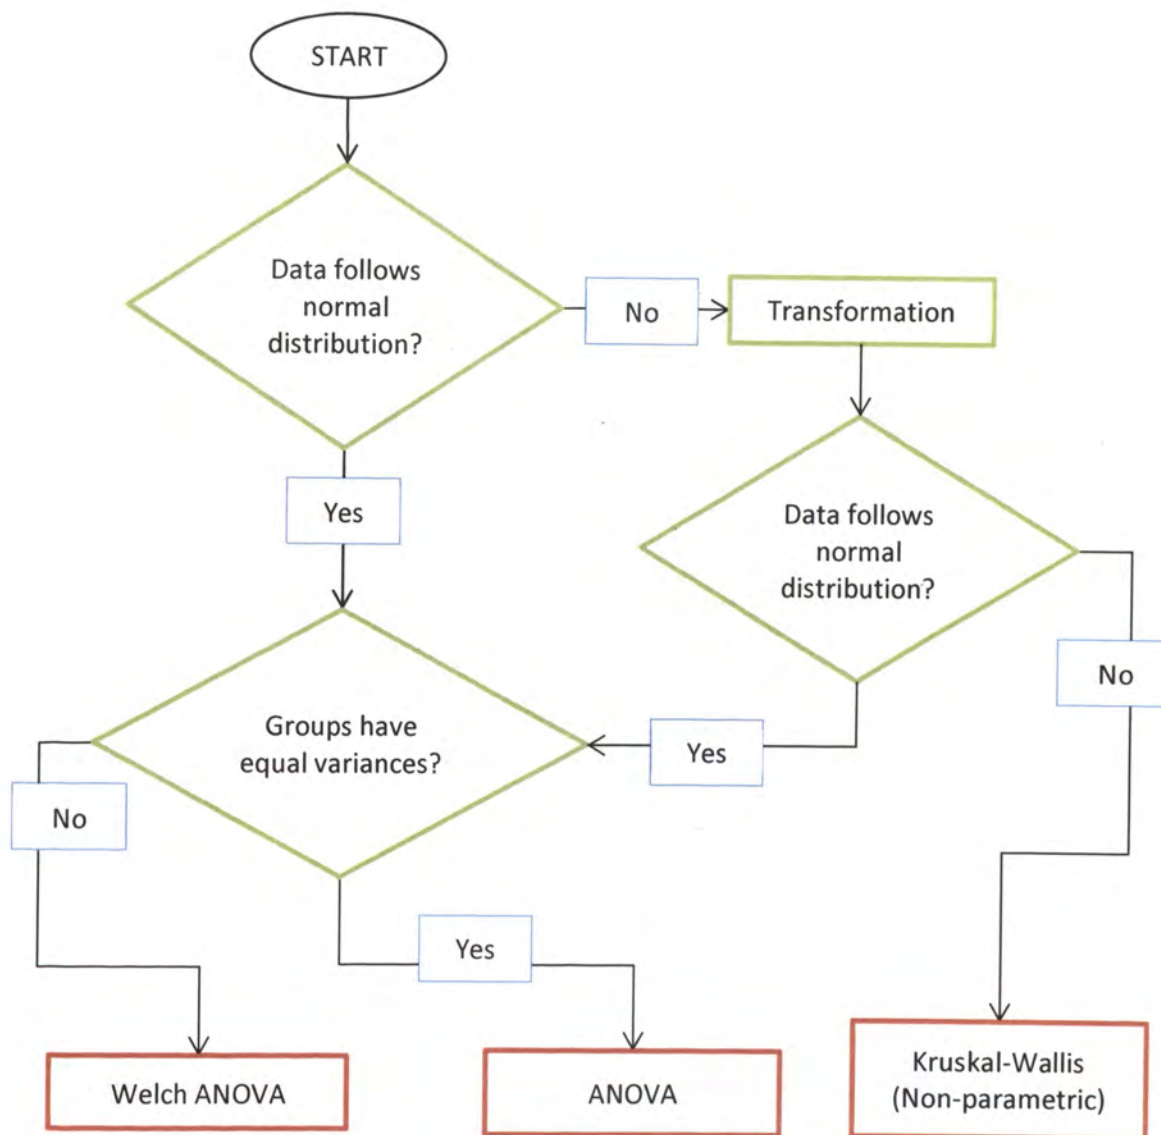 START
Data follows
normal
distribution?
No
Transformation
Yes
Data follows
normal
distribution?
No
Groups have
equal variances?
Yes
No
Yes
Welch ANOVA
ANOVA
Kruskal-Wallis
(Non-parametric)